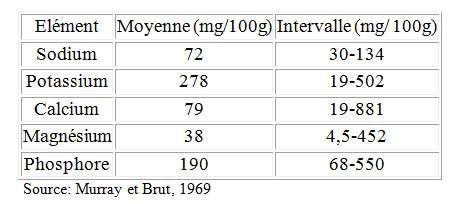 Elément Moyenne (mg/100g) Intervalle (mg/ 100g)
Sodium 72 30-134
Potassium 278 19-502
Calcium 79 19-881
Magnésium 38 4,5-452
Phosphore 190 68-550
Source: Murray et Brut, 1969